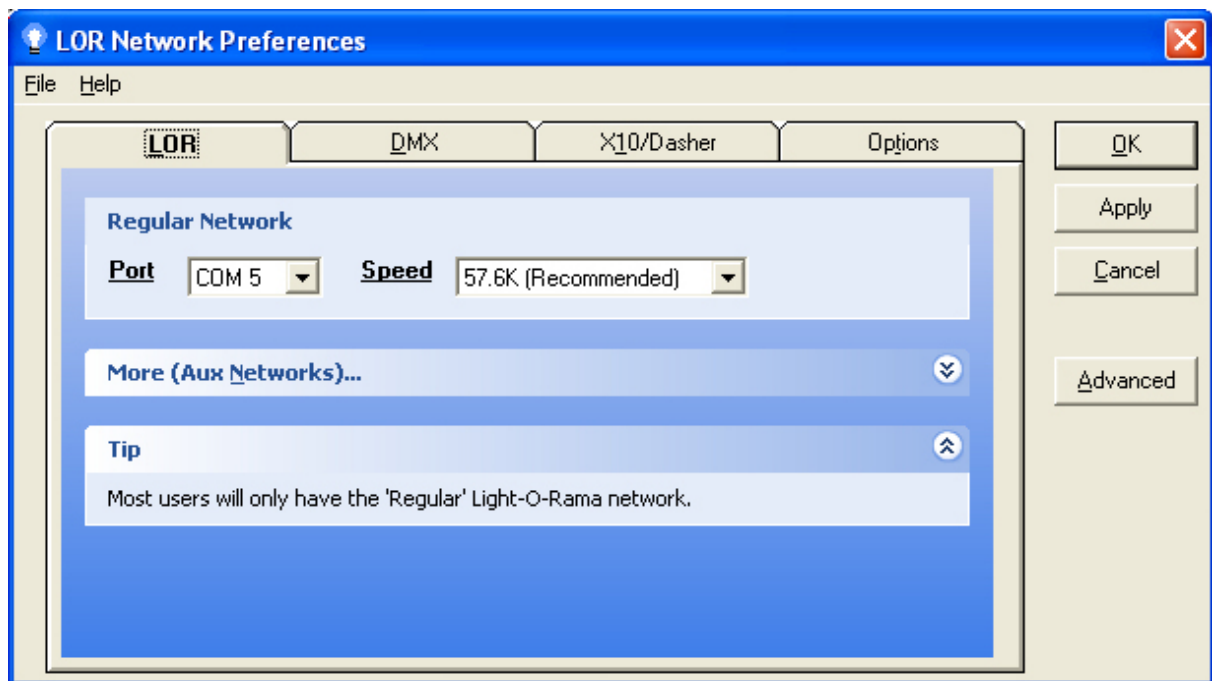 LOR Network Preferences
File Help
LOR DMX X10/Dasher Options
OK
Apply
Cancel
Advanced
Regular Network
Port COM 5 Speed 57.6K (Recommended)
More (Aux Networks)...
Tip
Most users will only have the 'Regular' Light-O-Rama network.